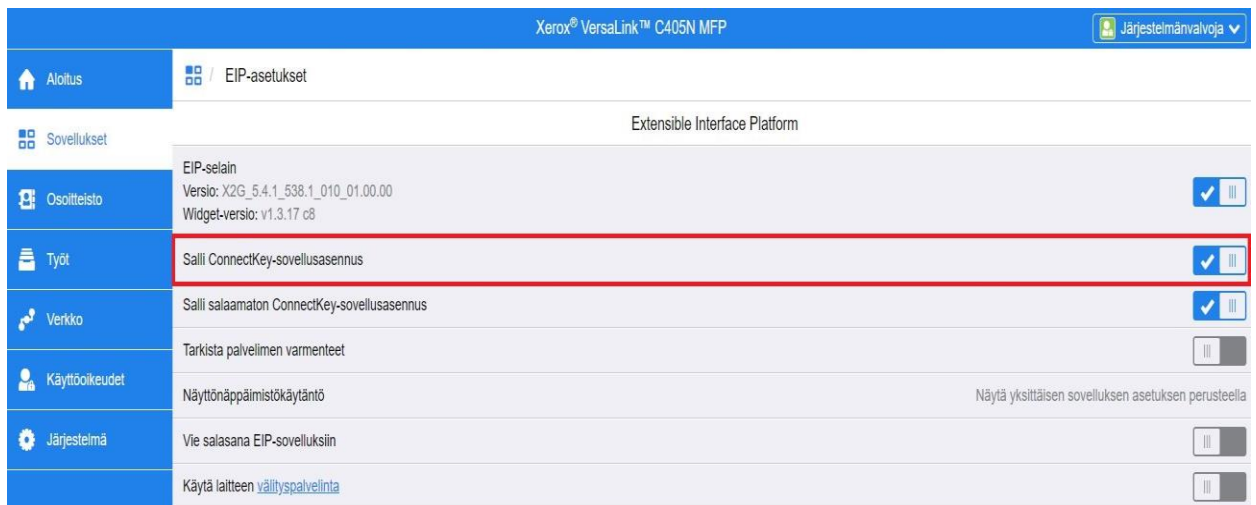 Xerox® VersaLink™ C405N MFP
Järjestelmänvalvoja
Aloitus
Sovellukset
Osoitteisto
Työt
Verkko
Käyttöoikeudet
Järjestelmä
/ EIP-asetukset
Extensible Interface Platform
EIP-selain
Versio: X2G_5.4.1_538.1_010_01.00.00
Widget-versio: v1.3.17 c8
Salli ConnectKey-sovellusasennus
Salli salaamaton ConnectKey-sovellusasennus
Tarkista palvelimen varmenteet
Näyttönäppäimistökäytäntö Näytä yksittäisen sovelluksen asetuksen perusteella
Vie salasana EIP-sovelluksiin
Käytä laitteen välityspalvelinta